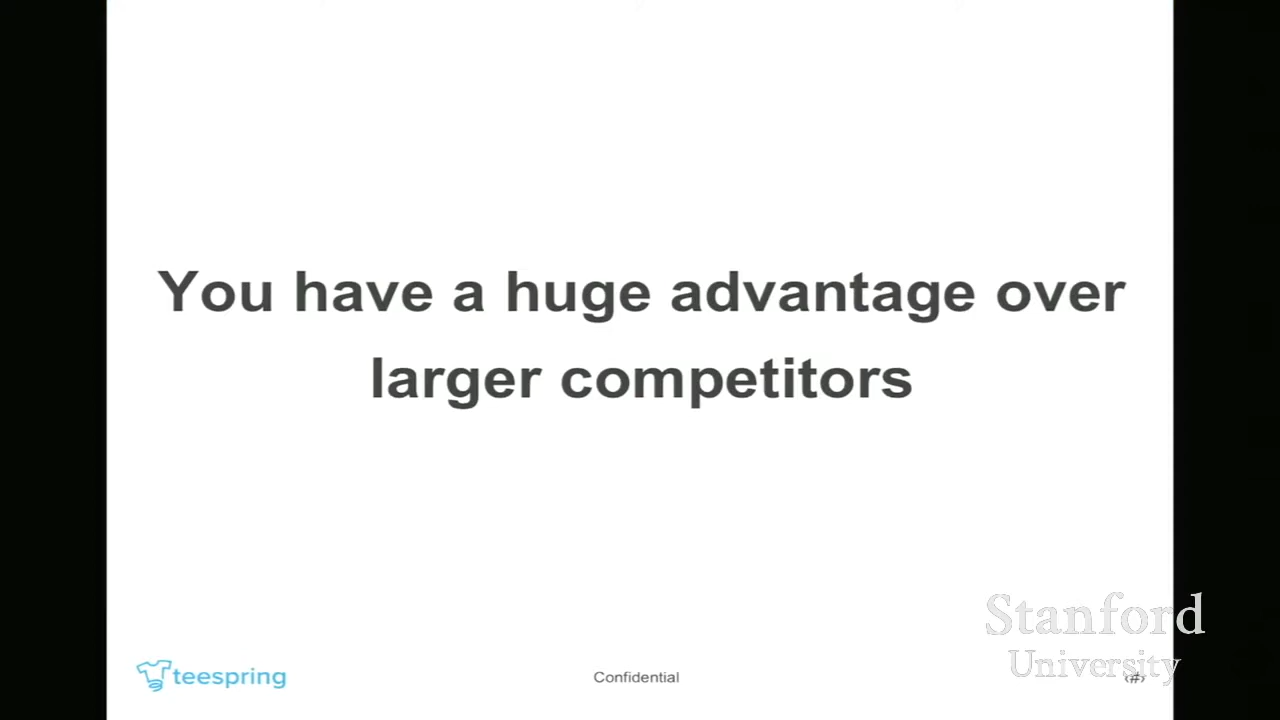 You have a huge advantage over
larger competitors
Stanford
University
teespring
Confidential
‹#›